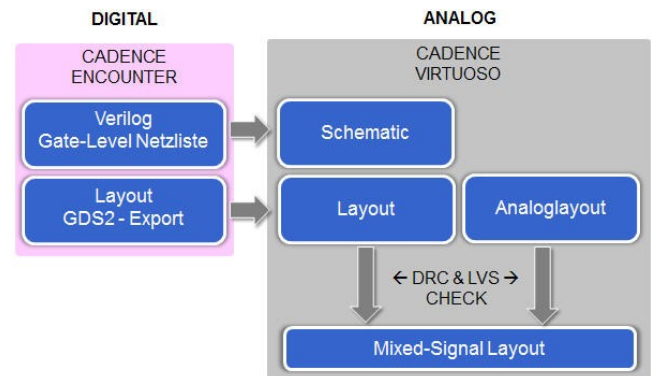 DIGITAL
ANALOG
CADENCE
ENCOUNTER
CADENCE
VIRTUOSO
Verilog
Gate-Level Netzliste
Schematic
Layout
GDS2 - Export
Layout
Analoglayout
← DRC & LVS →
CHECK
Mixed-Signal Layout